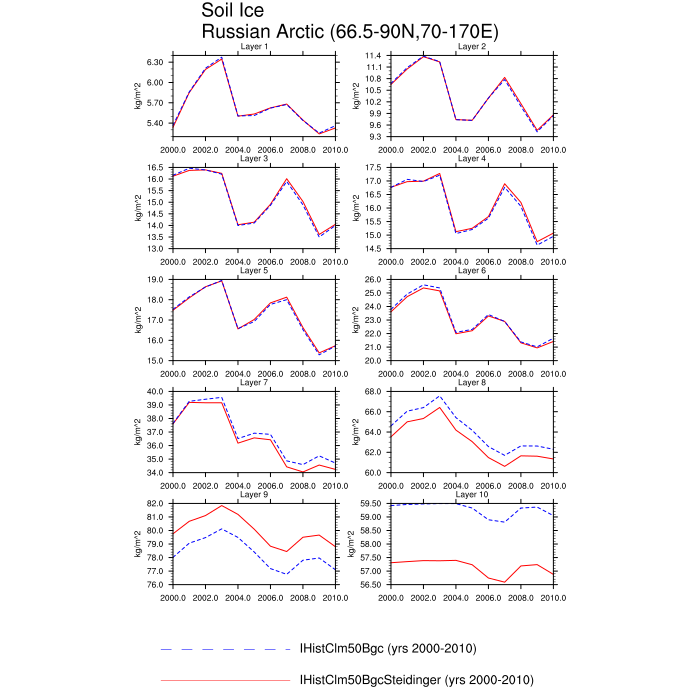 Soil Ice
Russian Arctic (66.5-90N,70-170E)
Layer 1
Layer 2
6.30
6.00
5.70
5.40
kg/m^2
2000.0 2002.0 2004.0 2006.0 2008.0 2010.0
11.4
11.1
10.8
10.5
10.2
9.9
9.6
9.3
kg/m^2
2000.0 2002.0 2004.0 2006.0 2008.0 2010.0
Layer 3
Layer 4
16.5
16.0
15.5
15.0
14.5
14.0
13.5
13.0
kg/m^2
2000.0 2002.0 2004.0 2006.0 2008.0 2010.0
17.5
17.0
16.5
16.0
15.5
15.0
14.5
kg/m^2
2000.0 2002.0 2004.0 2006.0 2008.0 2010.0
Layer 5
Layer 6
19.0
18.0
17.0
16.0
15.0
kg/m^2
2000.0 2002.0 2004.0 2006.0 2008.0 2010.0
26.0
25.0
24.0
23.0
22.0
21.0
20.0
kg/m^2
2000.0 2002.0 2004.0 2006.0 2008.0 2010.0
Layer 7
Layer 8
40.0
39.0
38.0
37.0
36.0
35.0
34.0
kg/m^2
2000.0 2002.0 2004.0 2006.0 2008.0 2010.0
68.0
66.0
64.0
62.0
60.0
kg/m^2
2000.0 2002.0 2004.0 2006.0 2008.0 2010.0
Layer 9
Layer 10
82.0
81.0
80.0
79.0
78.0
77.0
76.0
kg/m^2
2000.0 2002.0 2004.0 2006.0 2008.0 2010.0
59.50
59.00
58.50
58.00
57.50
57.00
56.50
kg/m^2
2000.0 2002.0 2004.0 2006.0 2008.0 2010.0
IHistClm50Bgc (yrs 2000-2010)
IHistClm50BgcSteidinger (yrs 2000-2010)